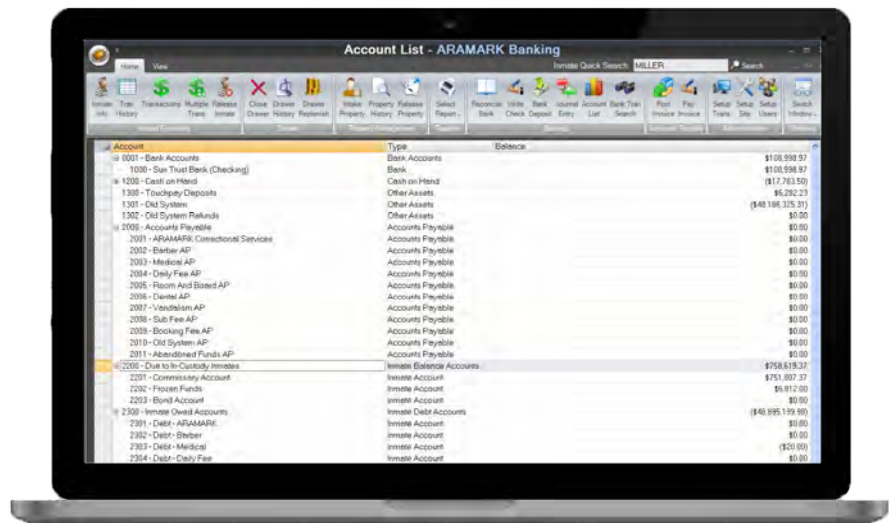 Account List - ARAMARK Banking
Home View Inmate Quick Search: MILLER Search
Inmate Tran Transactions Multiple Release Close Drawer Drawer Intake Property Release Select Reconcile Write Bank Journal Account Bank Tran Post Pay Setup Setup Setup Switch
Info History Trans Inmate Drawer History Replenish Property History Property Report Bank Check Deposit Entry List Search Invoice Invoice Trans Site Users Window
Account Type Balance
0001 - Bank Accounts Bank Accounts $108,998.97
1000 - Sun Trust Bank (Checking) Bank $108,998.97
1200 - Cash on Hand Cash on Hand ($17,763.50)
1300 - Touchpay Deposits Other Assets $6,282.23
1301 - Old System Other Assets ($48,186,325.31)
1302 - Old System Refunds Other Assets $0.00
2000 - Accounts Payable Accounts Payable $0.00
2001 - ARAMARK Correctional Services Accounts Payable $0.00
2002 - Barber AP Accounts Payable $0.00
2003 - Medical AP Accounts Payable $0.00
2004 - Daily Fee AP Accounts Payable $0.00
2005 - Room And Board AP Accounts Payable $0.00
2006 - Dental AP Accounts Payable $0.00
2007 - Vandalism AP Accounts Payable $0.00
2008 - Sub Fee AP Accounts Payable $0.00
2009 - Booking Fee AP Accounts Payable $0.00
2010 - Old System AP Accounts Payable $0.00
2011 - Abandoned Funds AP Accounts Payable $0.00
2200 - Due to In-Custody Inmates Inmate Balance Accounts $758,619.37
2201 - Commissary Account Inmate Account $751,807.37
2202 - Frozen Funds Inmate Account $6,812.00
2203 - Bond Account Inmate Account $0.00
2300 - Inmate Owed Accounts Inmate Debt Accounts
2301 - Debt - ARAMARK Inmate Account $0.00
2302 - Debt - Barber Inmate Account $0.00
2303 - Debt - Medical Inmate Account ($20.00)
2304 - Debt - Daily Fee Inmate Account $0.00